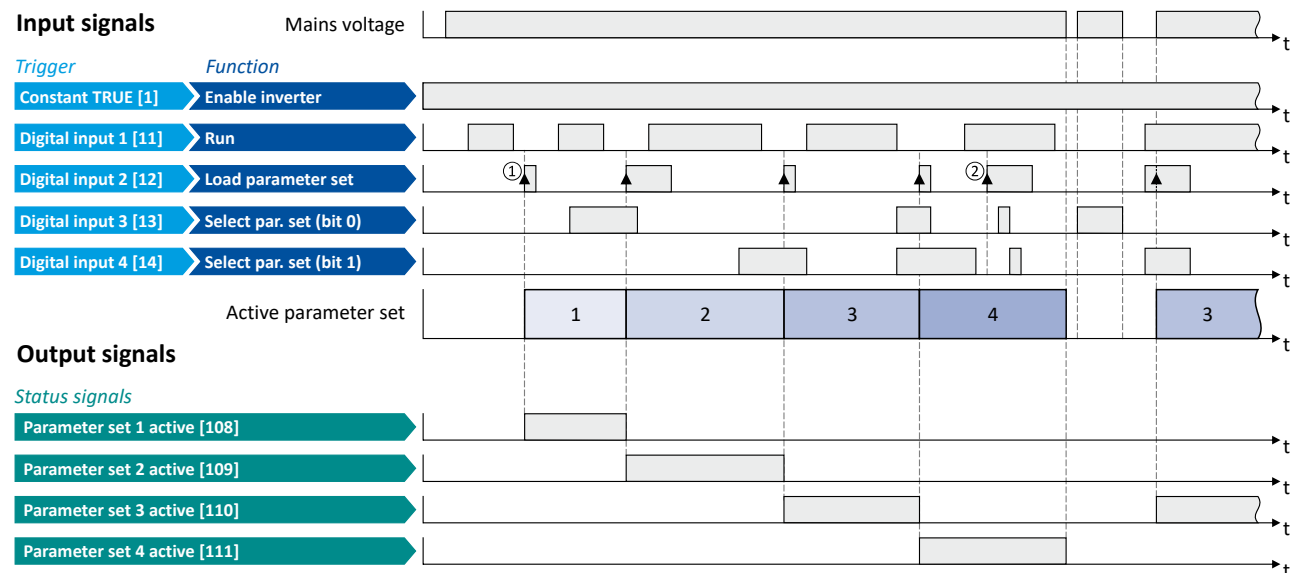 Input signals
Mains voltage
t
Trigger Function
Constant TRUE [1] Enable inverter
t
Digital input 1 [11] Run
t
Digital input 2 [12] Load parameter set
① ②
t
Digital input 3 [13] Select par. set (bit 0)
t
Digital input 4 [14] Select par. set (bit 1)
t
Active parameter set
1 2 3 4 3
t
Output signals
Status signals
Parameter set 1 active [108]
t
Parameter set 2 active [109]
t
Parameter set 3 active [110]
t
Parameter set 4 active [111]
t